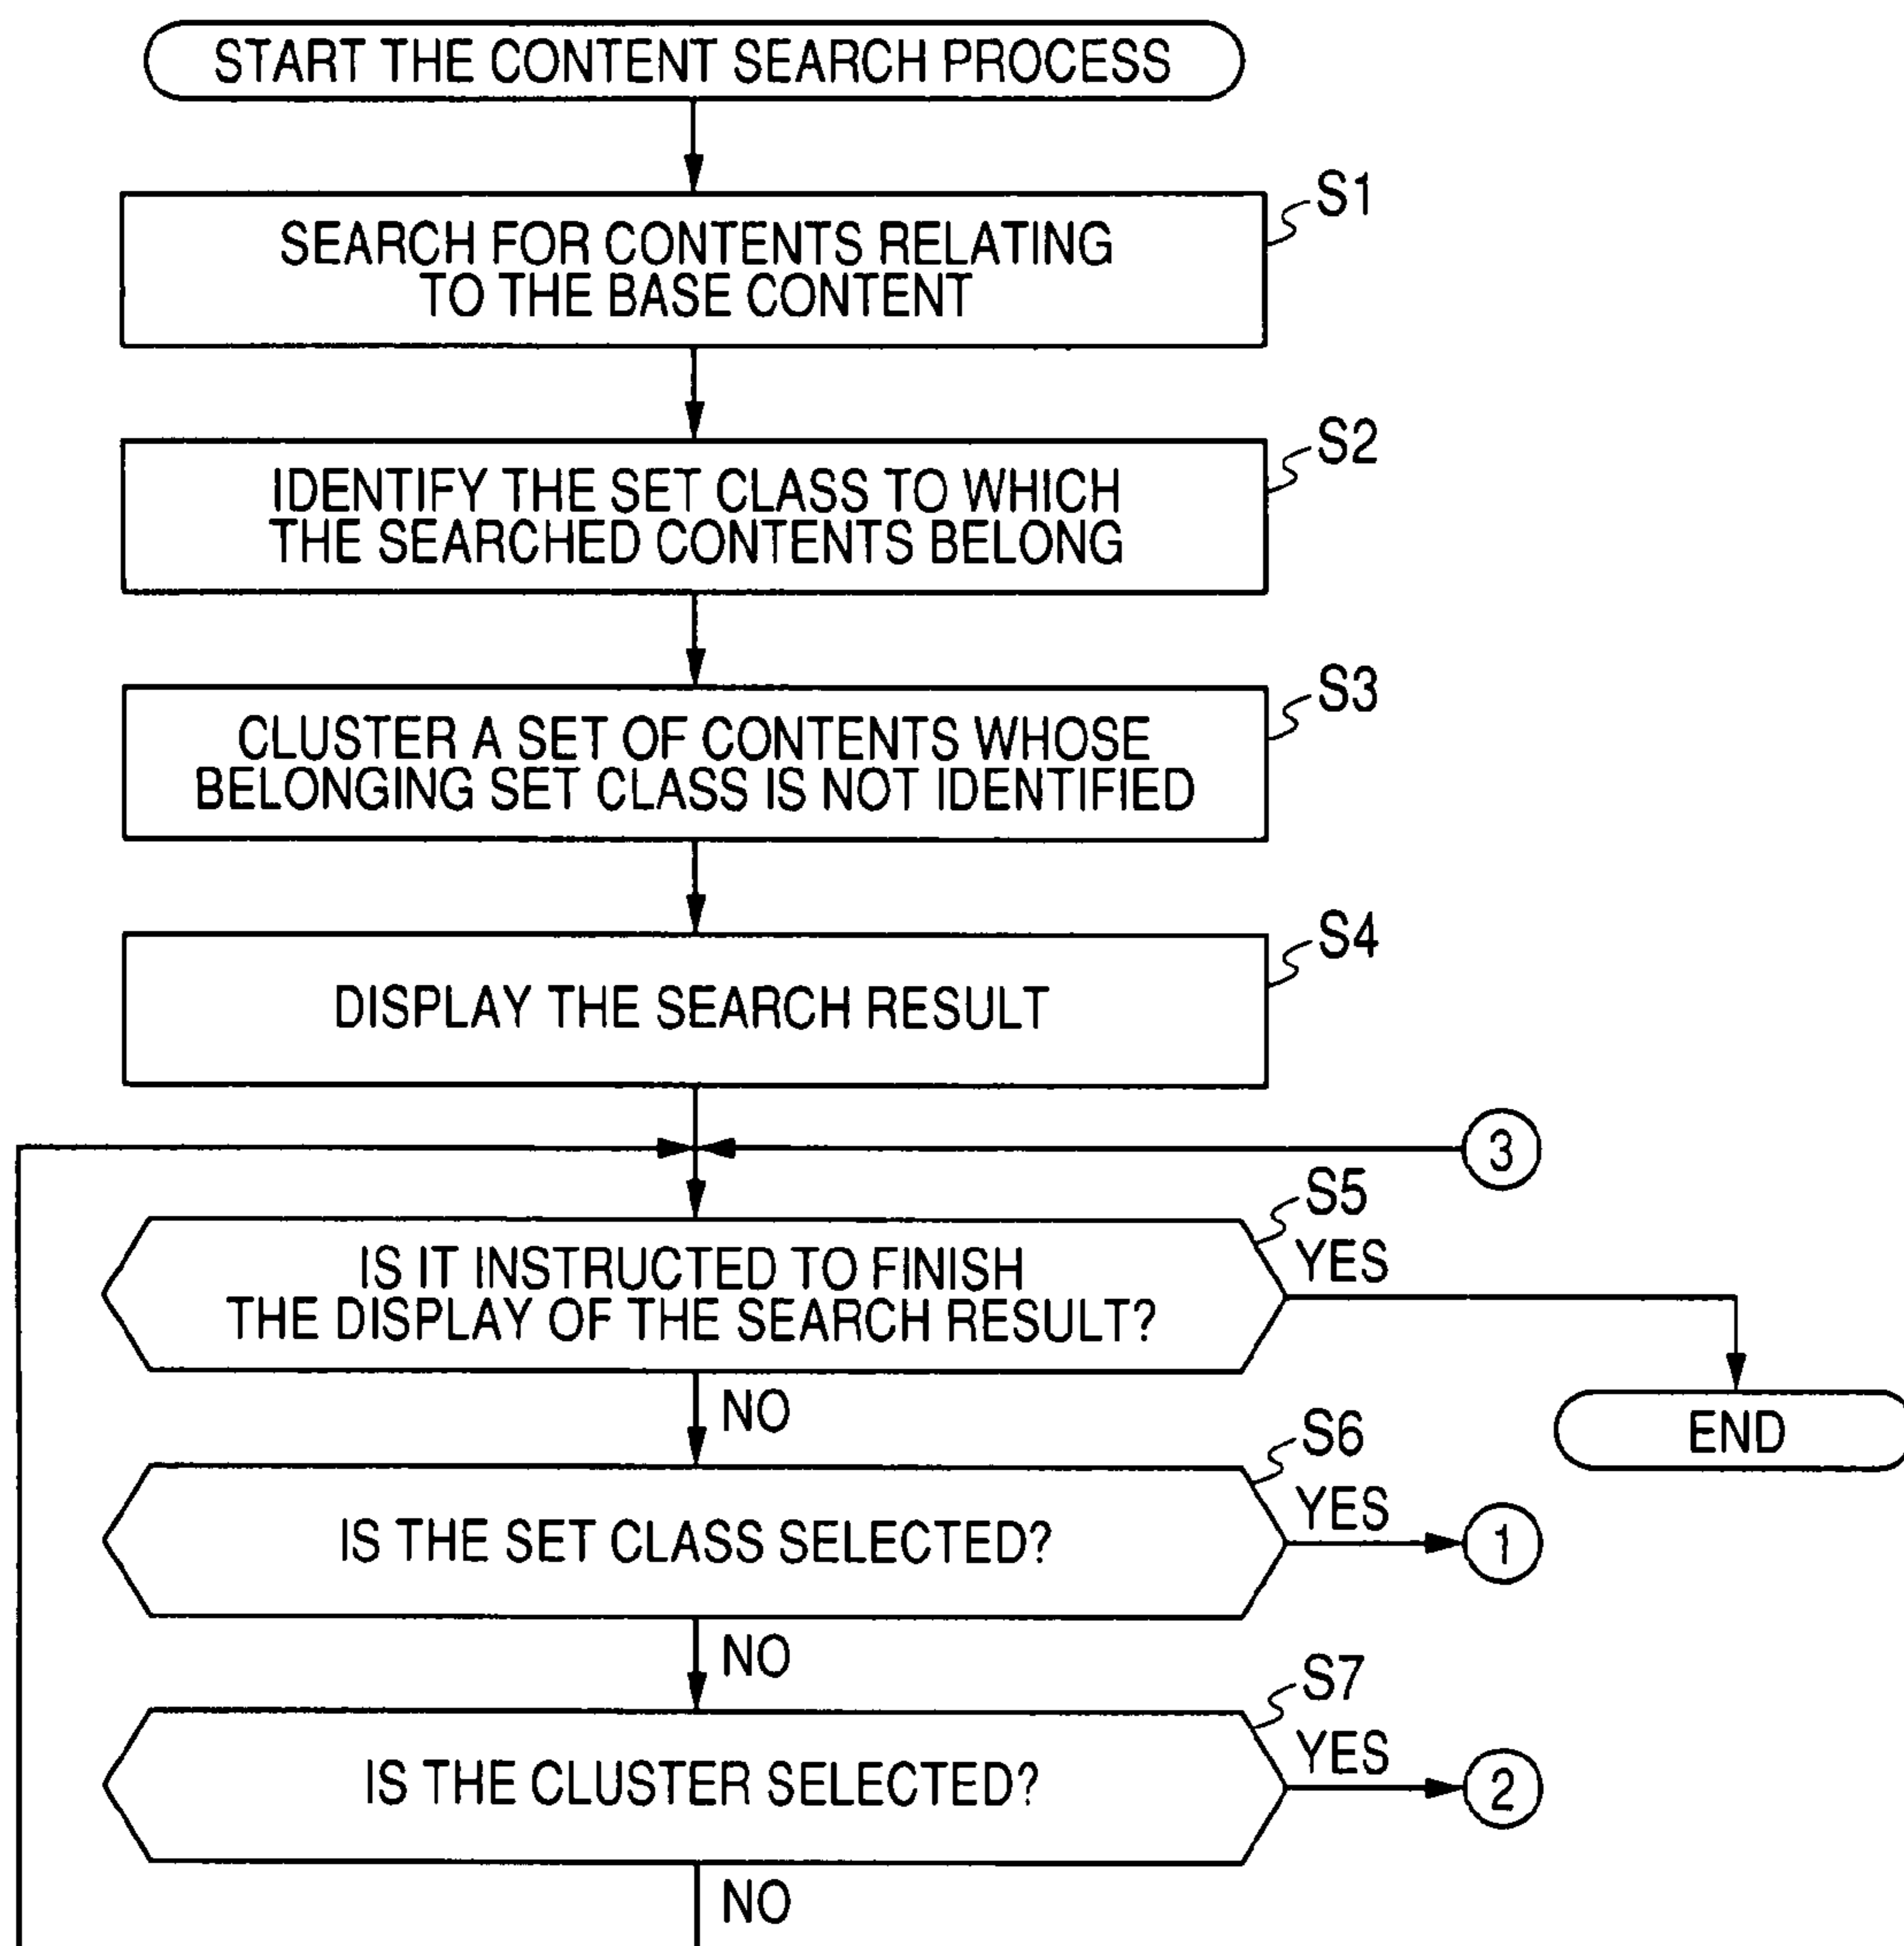 START THE CONTENT SEARCH PROCESS
S1
SEARCH FOR CONTENTS RELATING
TO THE BASE CONTENT
S2
IDENTIFY THE SET CLASS TO WHICH
THE SEARCHED CONTENTS BELONG
S3
CLUSTER A SET OF CONTENTS WHOSE
BELONGING SET CLASS IS NOT IDENTIFIED
S4
DISPLAY THE SEARCH RESULT
3
S5
IS IT INSTRUCTED TO FINISH
THE DISPLAY OF THE SEARCH RESULT?
YES
END
NO
S6
IS THE SET CLASS SELECTED?
YES
1
NO
S7
IS THE CLUSTER SELECTED?
YES
2
NO